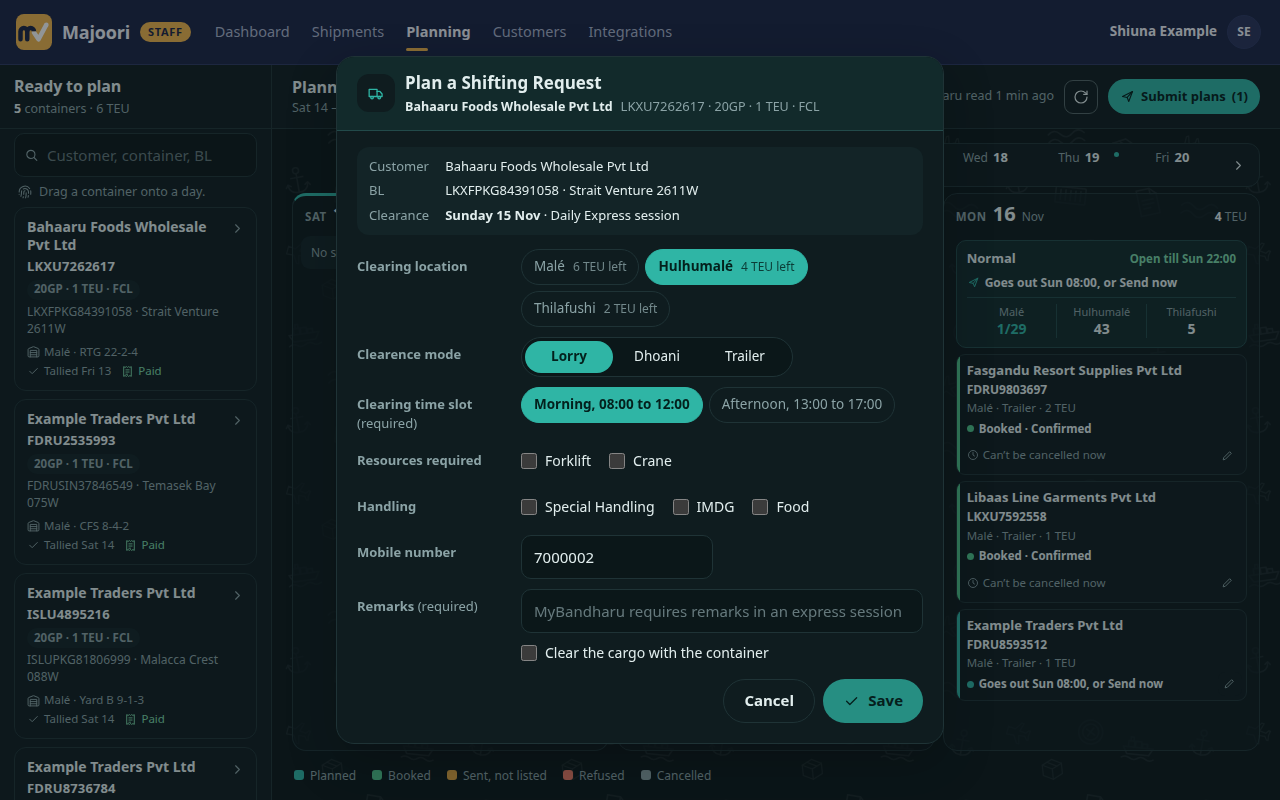 Majoori STAFF Dashboard Shipments Planning Customers Integrations Shiuna Example SE
Ready to plan
5 containers · 6 TEU
Customer, container, BL
Drag a container onto a day.
Bahaaru Foods Wholesale
Pvt Ltd
LKXU7262617
20GP · 1 TEU · FCL
LKXFPKG84391058 · Strait Venture
2611W
Malé · RTG 22-2-4
Tallied Fri 13 Paid
Example Traders Pvt Ltd
FDRU2535993
20GP · 1 TEU · FCL
FDRUSIN37846549 · Temasek Bay
075W
Malé · CFS 8-4-2
Tallied Sat 14 Paid
Example Traders Pvt Ltd
ISLU4895216
20GP · 1 TEU · FCL
ISLUPKG81806999 · Malacca Crest
088W
Malé · Yard B 9-1-3
Tallied Sat 14 Paid
Example Traders Pvt Ltd
FDRU8736784
Sat 14
read 1 min ago
Submit plans (1)
SAT
Plan a Shifting Request
Bahaaru Foods Wholesale Pvt Ltd LKXU7262617 · 20GP · 1 TEU · FCL
Customer Bahaaru Foods Wholesale Pvt Ltd
BL LKXFPKG84391058 · Strait Venture 2611W
Clearance Sunday 15 Nov · Daily Express session
Clearing location Malé 6 TEU left Hulhumalé 4 TEU left
Thilafushi 2 TEU left
Clearence mode Lorry Dhoani Trailer
Clearing time slot Morning, 08:00 to 12:00 Afternoon, 13:00 to 17:00
(required)
Resources required Forklift Crane
Handling Special Handling IMDG Food
Mobile number 7000002
Remarks (required) MyBandharu requires remarks in an express session
Clear the cargo with the container
Cancel Save
Wed 18 Thu 19 Fri 20
MON 16 Nov 4 TEU
Normal Open till Sun 22:00
Goes out Sun 08:00, or Send now
Malé Hulhumalé Thilafushi
1/29 43 5
Fasgandu Resort Supplies Pvt Ltd
FDRU9803697
Malé · Trailer · 2 TEU
Booked · Confirmed
Can't be cancelled now
Libaas Line Garments Pvt Ltd
LKXU7592558
Malé · Trailer · 1 TEU
Booked · Confirmed
Can't be cancelled now
Example Traders Pvt Ltd
FDRU8593512
Malé · Trailer · 1 TEU
Goes out Sun 08:00, or Send now
Planned Booked Sent, not listed Refused Cancelled